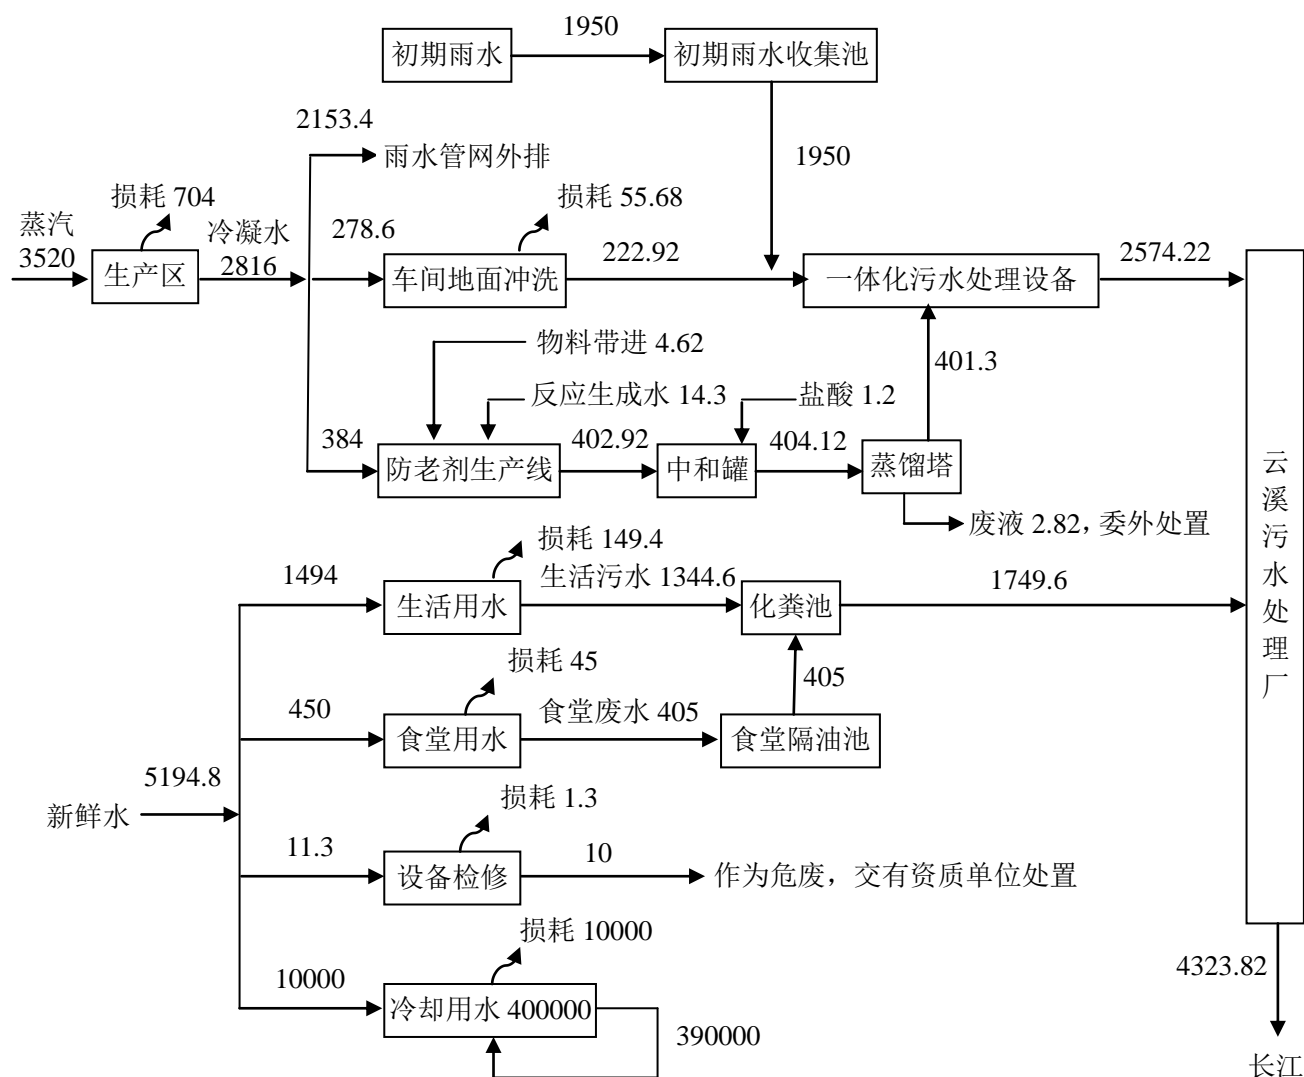 1950
初期雨水
初期雨水收集池
2153.4
雨水管网外排
1950
损耗 704
损耗 55.68
蒸汽
3520
生产区
冷凝水
2816
278.6
车间地面冲洗
222.92
一体化污水处理设备
2574.22
物料带进 4.62
401.3
反应生成水 14.3
盐酸 1.2
384
防老剂生产线
402.92
中和罐
404.12
蒸馏塔
废液 2.82，委外处置
云溪污水处理厂
损耗 149.4
1494
生活用水
生活污水 1344.6
化粪池
1749.6
损耗 45
405
450
食堂用水
食堂废水 405
食堂隔油池
5194.8
新鲜水
损耗 1.3
11.3
设备检修
10
作为危废，交有资质单位处置
损耗 10000
10000
冷却用水 400000
390000
4323.82
长江